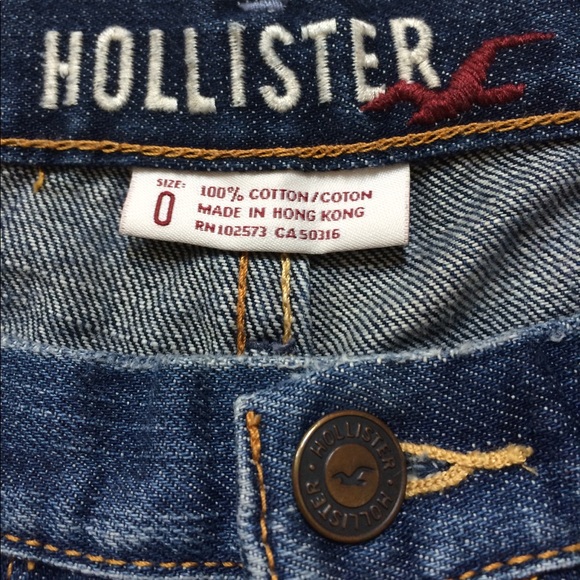 HOLLISTER
SIZE:
0
100% COTTON/COTON
MADE IN HONG KONG
RN102573 CA50316
HOLLISTER
HOLLISTER